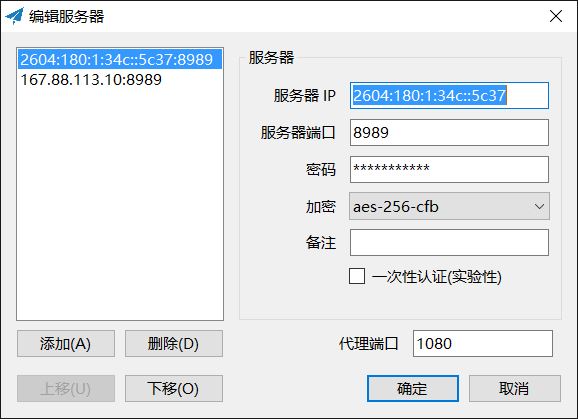 编辑服务器
2604:180:1:34c::5c37:8989
167.88.113.10:8989
服务器
服务器 IP 2604:180:1:34c::5c37
服务器端口 8989
密码 ***********
加密 aes-256-cfb
备注
一次性认证(实验性)
添加(A) 删除(D) 代理端口 1080
上移(U) 下移(O) 确定 取消